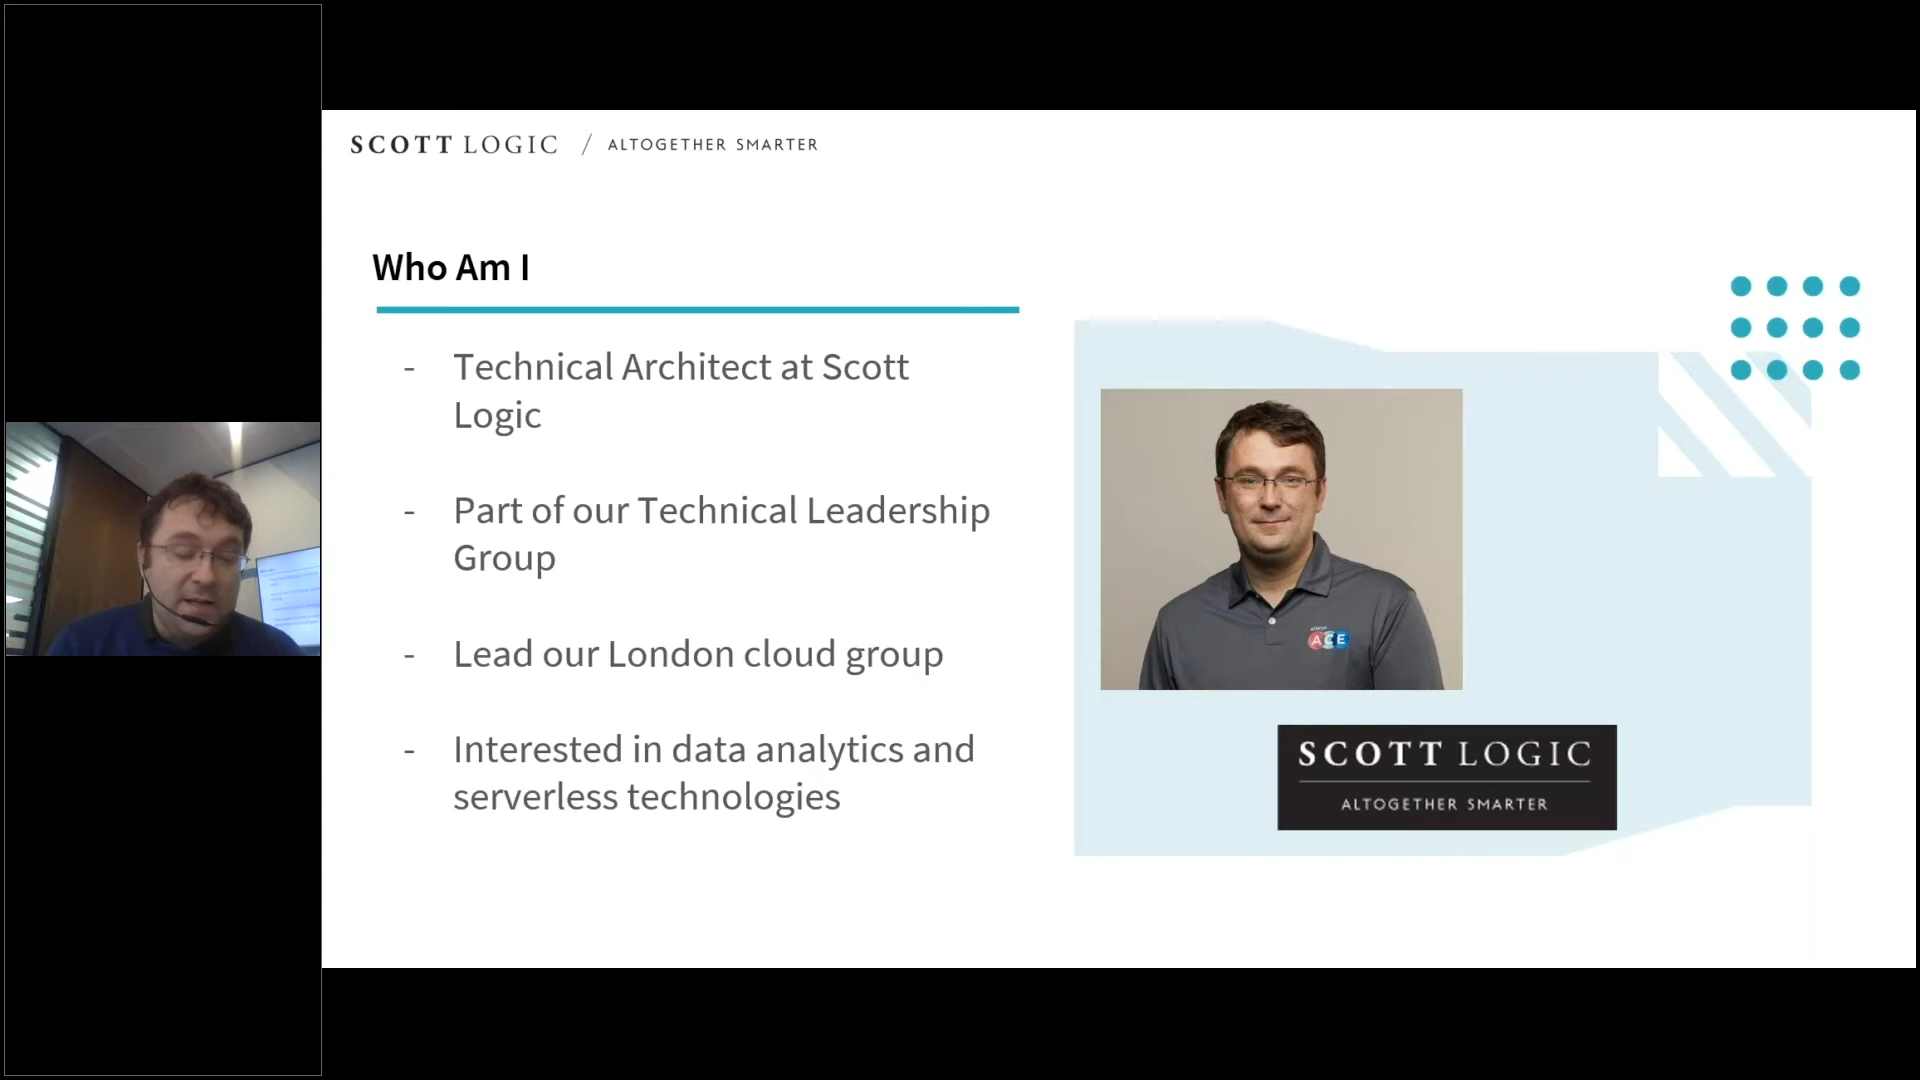 SCOTT LOGIC / ALTOGETHER SMARTER
Who Am I
- Technical Architect at Scott
Logic
- Part of our Technical Leadership
Group
- Lead our London cloud group
- Interested in data analytics and
serverless technologies
ACE
SCOTT LOGIC
ALTOGETHER SMARTER